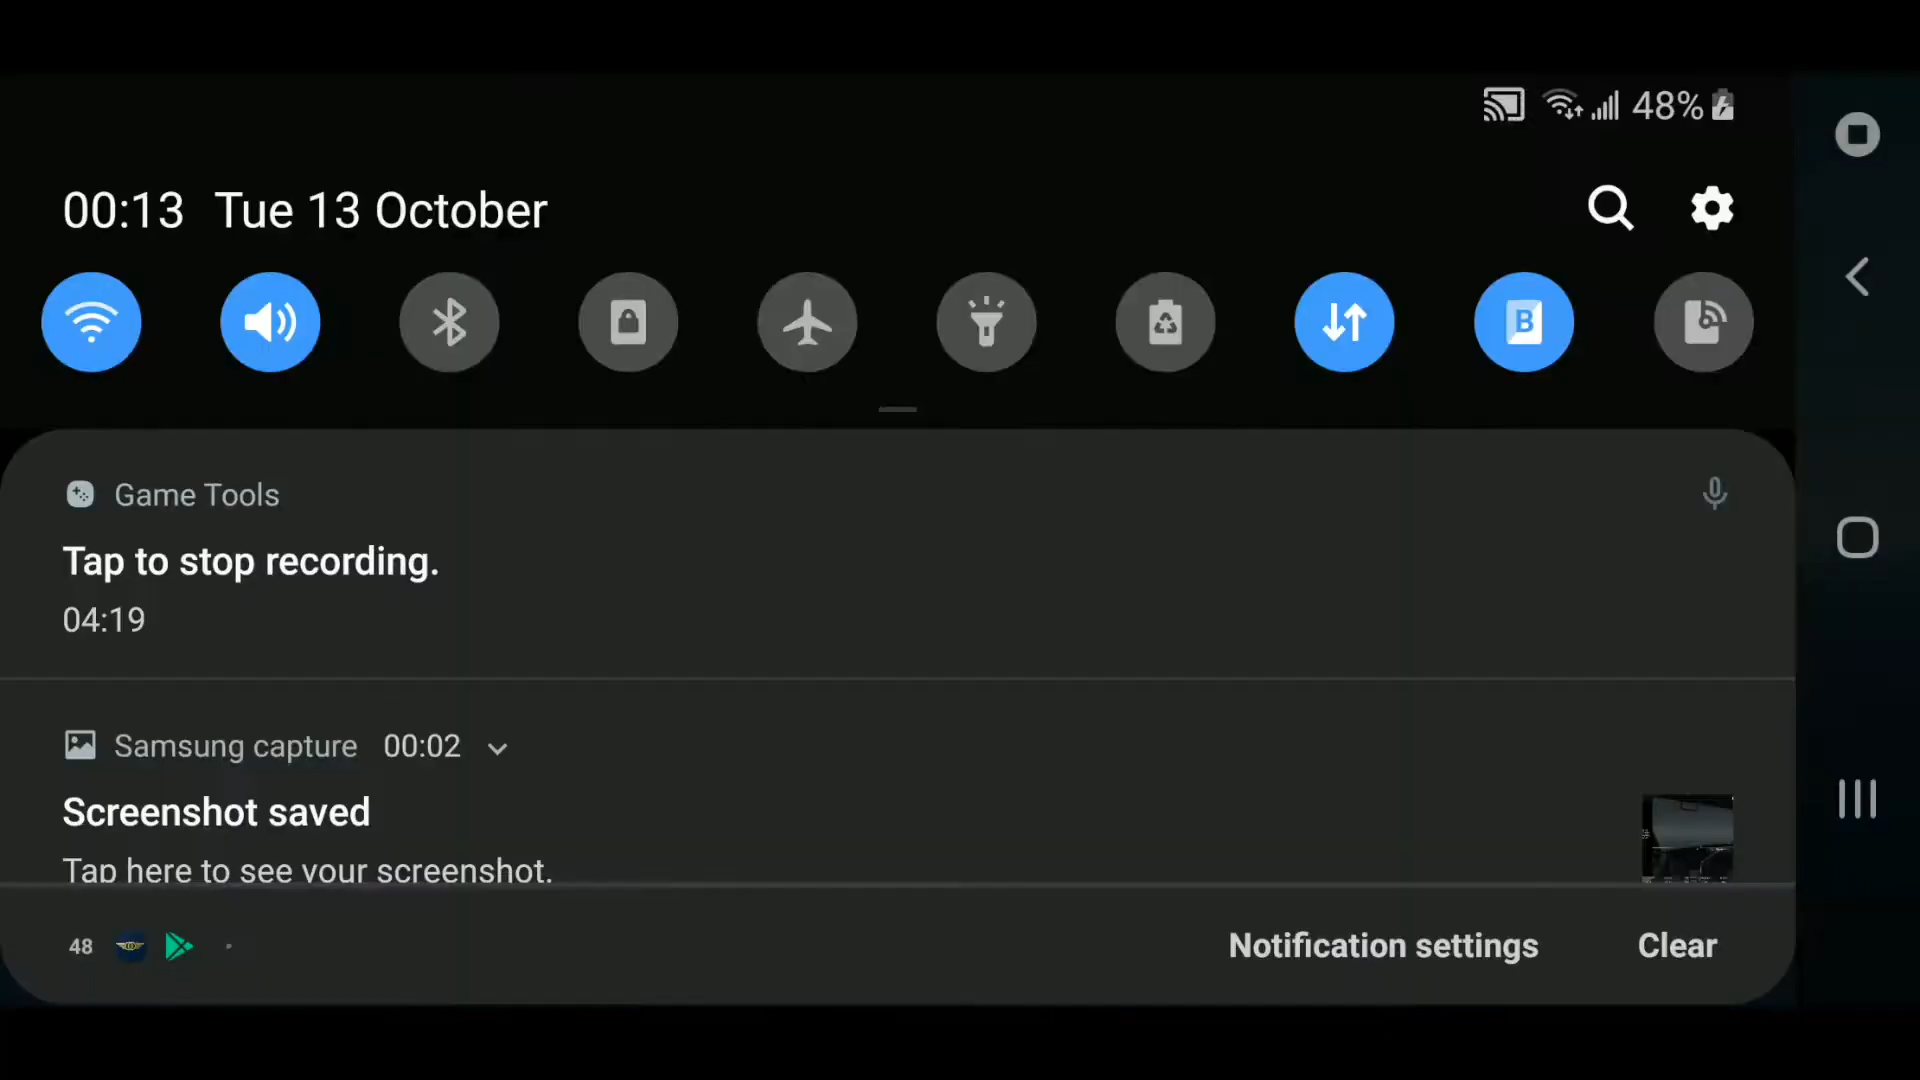 48%
00:13 Tue 13 October
B
Game Tools
Tap to stop recording.
04:19
Samsung capture 00:02
Screenshot saved
Tap here to see your screenshot.
48
Notification settings Clear